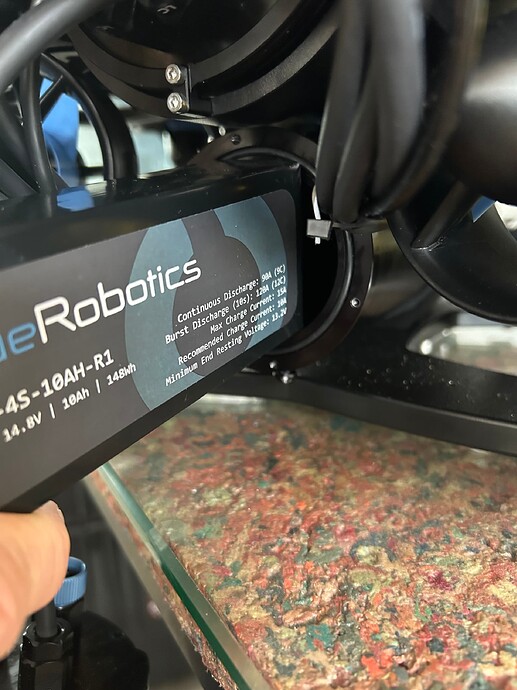 eRobotics
-4S-10AH-R1
14.8V | 10Ah | 148Wh
Continuous Discharge: 90A (9C)
Burst Discharge (10s): 120A (12C)
Max Charge Current: 15A
Recommended Charge Current: 10A
Minimum End Resting Voltage: 13.2V